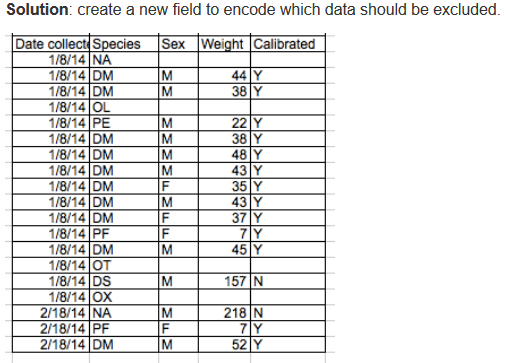 Solution: create a new field to encode which data should be excluded.
Date collecte Species Sex Weight Calibrated
1/8/14 NA
1/8/14 DM M 44 Y
1/8/14 DM M 38 Y
1/8/14 OL
1/8/14 PE M 22 Y
1/8/14 DM M 38 Y
1/8/14 DM M 48 Y
1/8/14 DM M 43 Y
1/8/14 DM F 35 Y
1/8/14 DM M 43 Y
1/8/14 DM F 37 Y
1/8/14 PF F 7 Y
1/8/14 DM M 45 Y
1/8/14 OT
1/8/14 DS M 157 N
1/8/14 OX
2/18/14 NA M 218 N
2/18/14 PF F 7 Y
2/18/14 DM M 52 Y